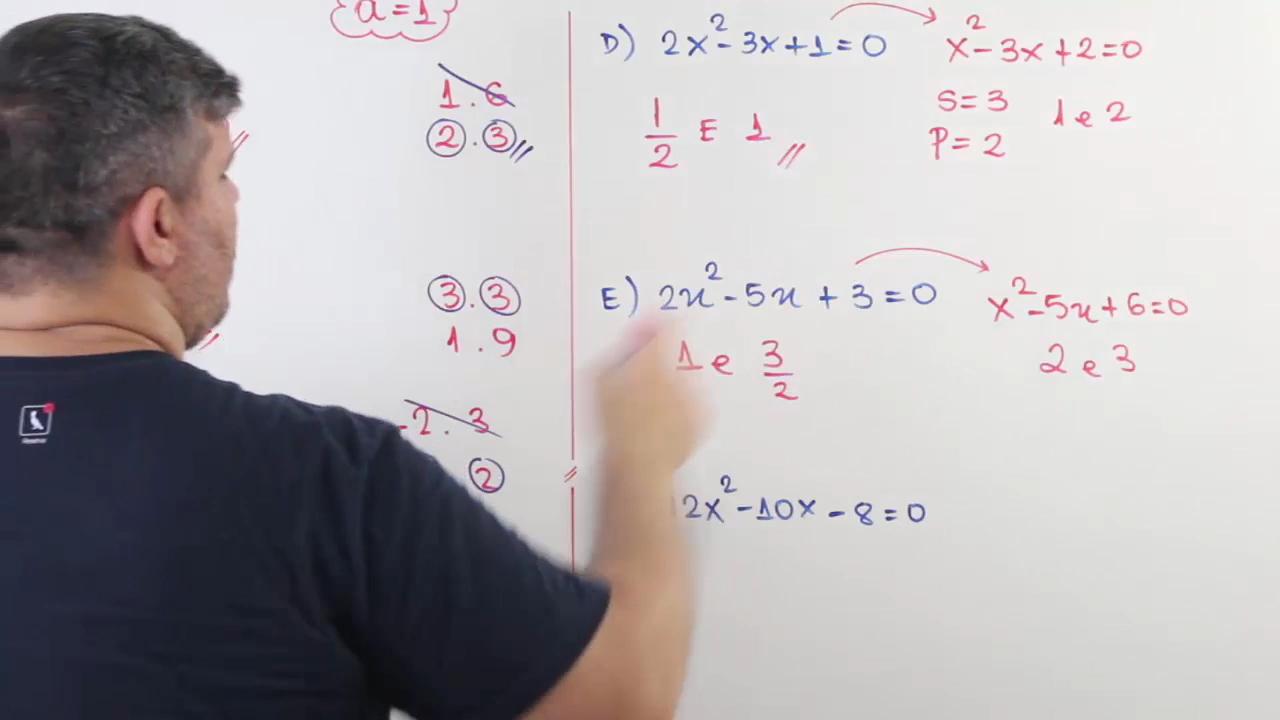 a=1
1.6
2.3
3.3
1.9
-2.3
2
D) 2x²-3x+1=0
x²-3x+2=0
S=3
P=2
1 e 2
1/2 E 1
E) 2x²-5x+3=0
x²-5x+6=0
2 e 3
1 e 3/2
2x²-10x-8=0